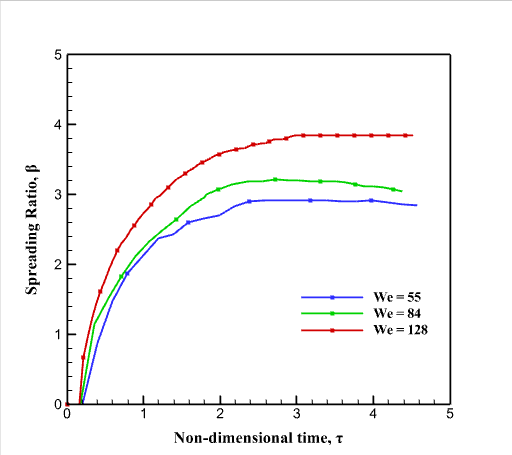 5
4
3
2
1
0
Spreading Ratio, β
We = 55
We = 84
We = 128
0 1 2 3 4 5
Non-dimensional time, τ